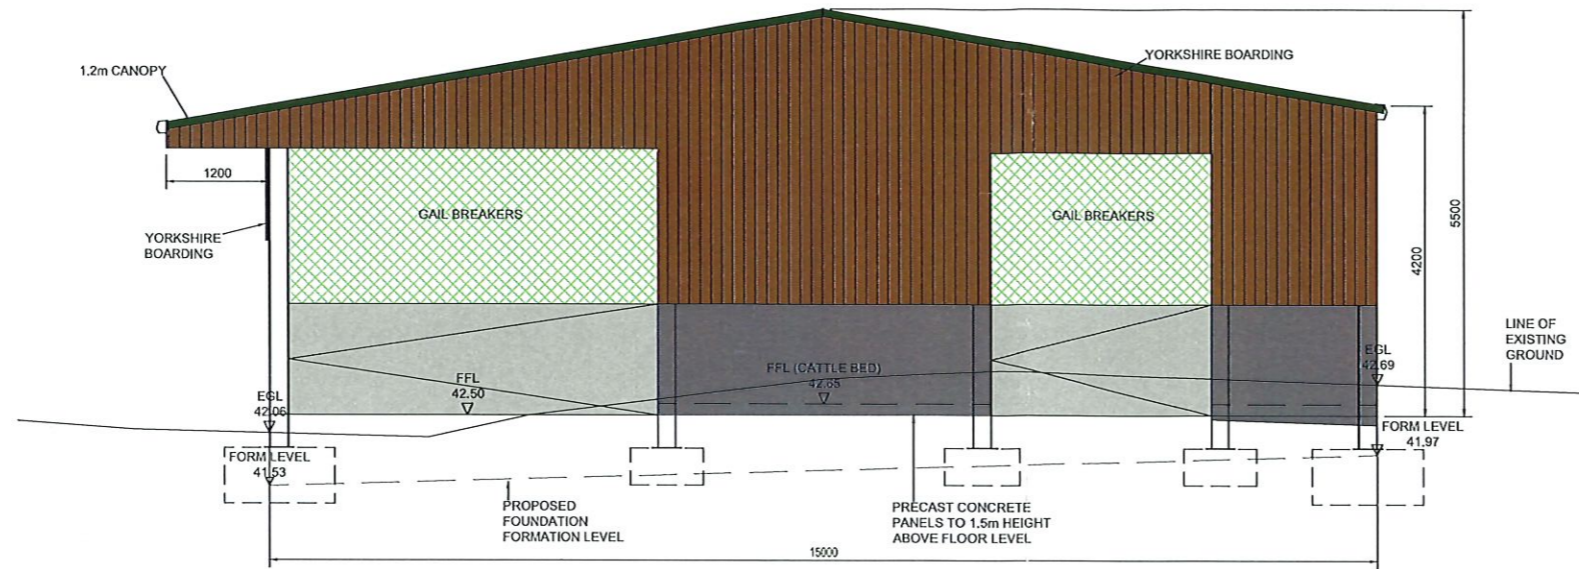 YORKSHIRE BOARDING
1.2m CANOPY
1200
GAIL BREAKERS
GAIL BREAKERS
5500
4200
YORKSHIRE
BOARDING
LINE OF
EXISTING
GROUND
EGL
42.69
FFL (CATTLE BED)
42.65
FFL
42.50
EGL
42.06
FORM LEVEL
41.97
FORM LEVEL
41.53
PROPOSED
FOUNDATION
FORMATION LEVEL
PRECAST CONCRETE
PANELS TO 1.5m HEIGHT
ABOVE FLOOR LEVEL
15000